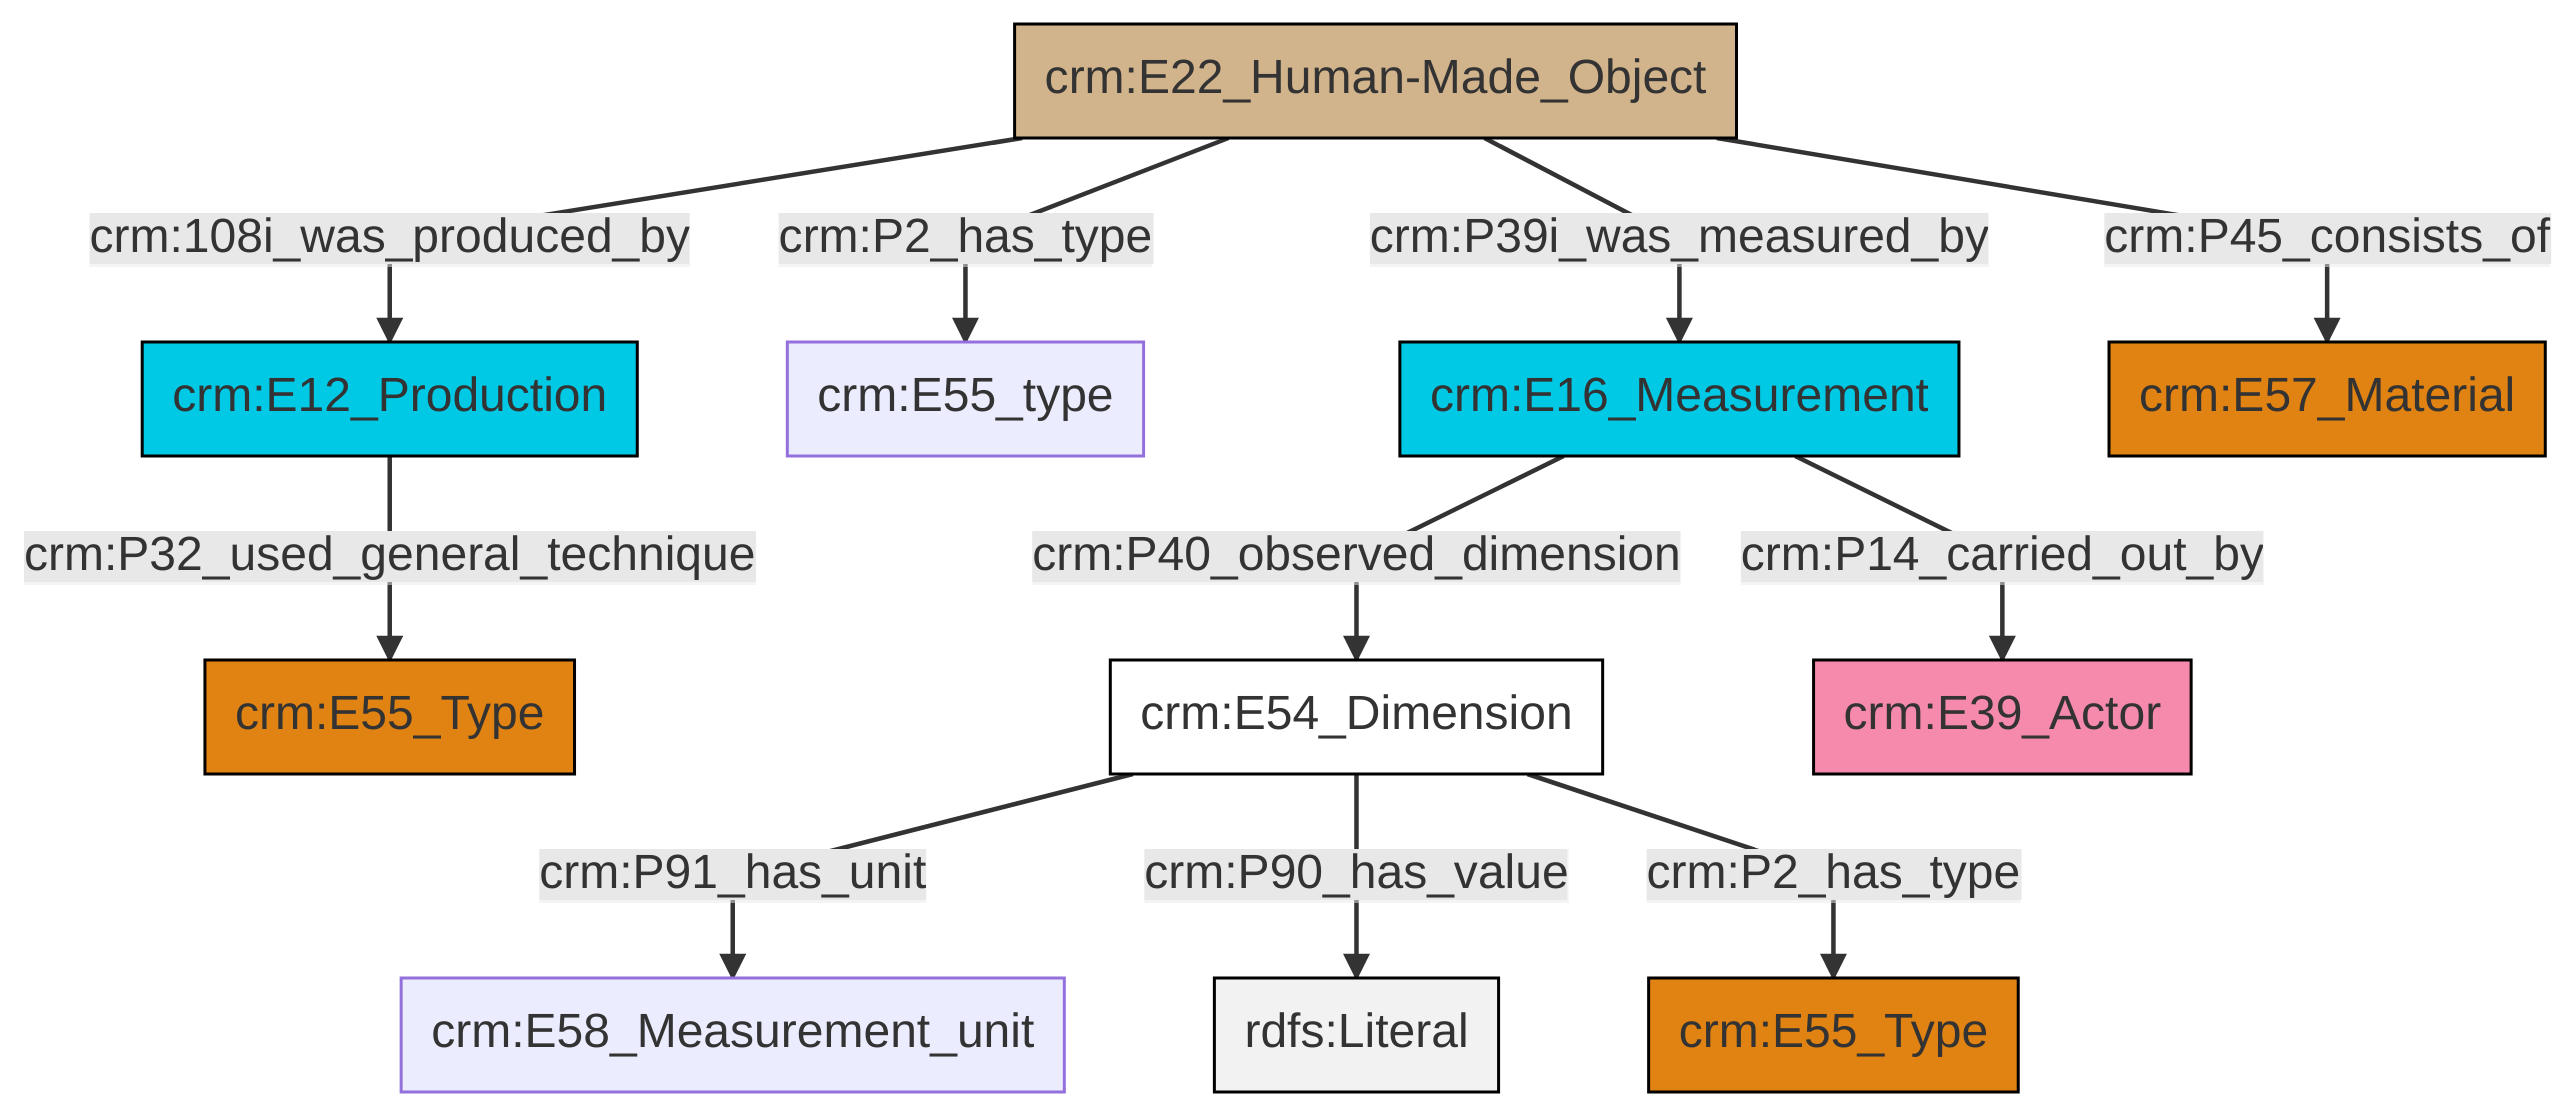 crm:E22_Human-Made_Object
crm:108i_was_produced_by
crm:P2_has_type
crm:P39i_was_measured_by
crm:P45_consists_of
crm:E12_Production
crm:E55_type
crm:E16_Measurement
crm:E57_Material
crm:P32_used_general_technique
crm:P40_observed_dimension
crm:P14_carried_out_by
crm:E55_Type
crm:E54_Dimension
crm:E39_Actor
crm:P91_has_unit
crm:P90_has_value
crm:P2_has_type
crm:E58_Measurement_unit
rdfs:Literal
crm:E55_Type